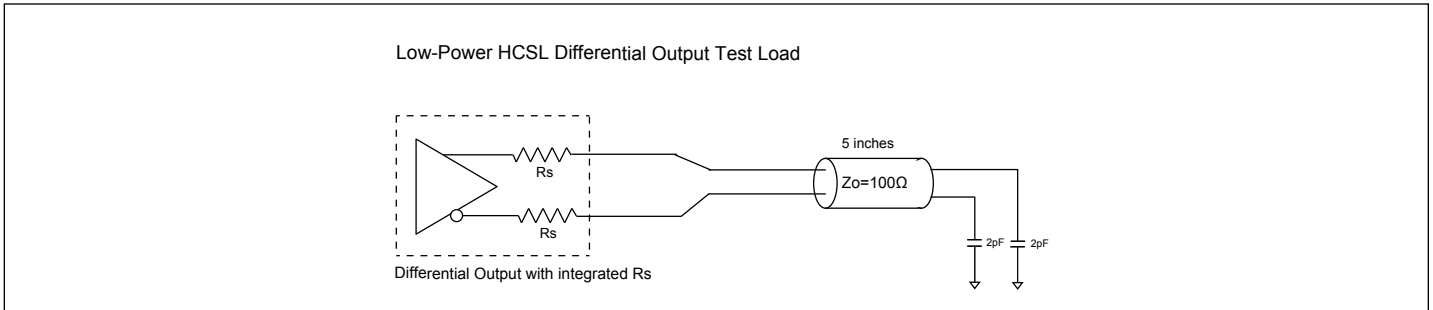 Low-Power HCSL Differential Output Test Load
5 inches
Rs
Zo=100Ω
Rs
2pF
2pF
Differential Output with integrated Rs